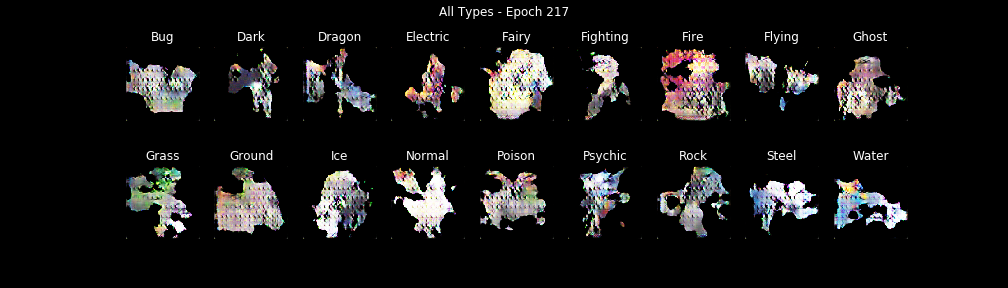 All Types - Epoch 217
Bug Dark Dragon Electric Fairy Fighting Fire Flying Ghost
Grass Ground Ice Normal Poison Psychic Rock Steel Water